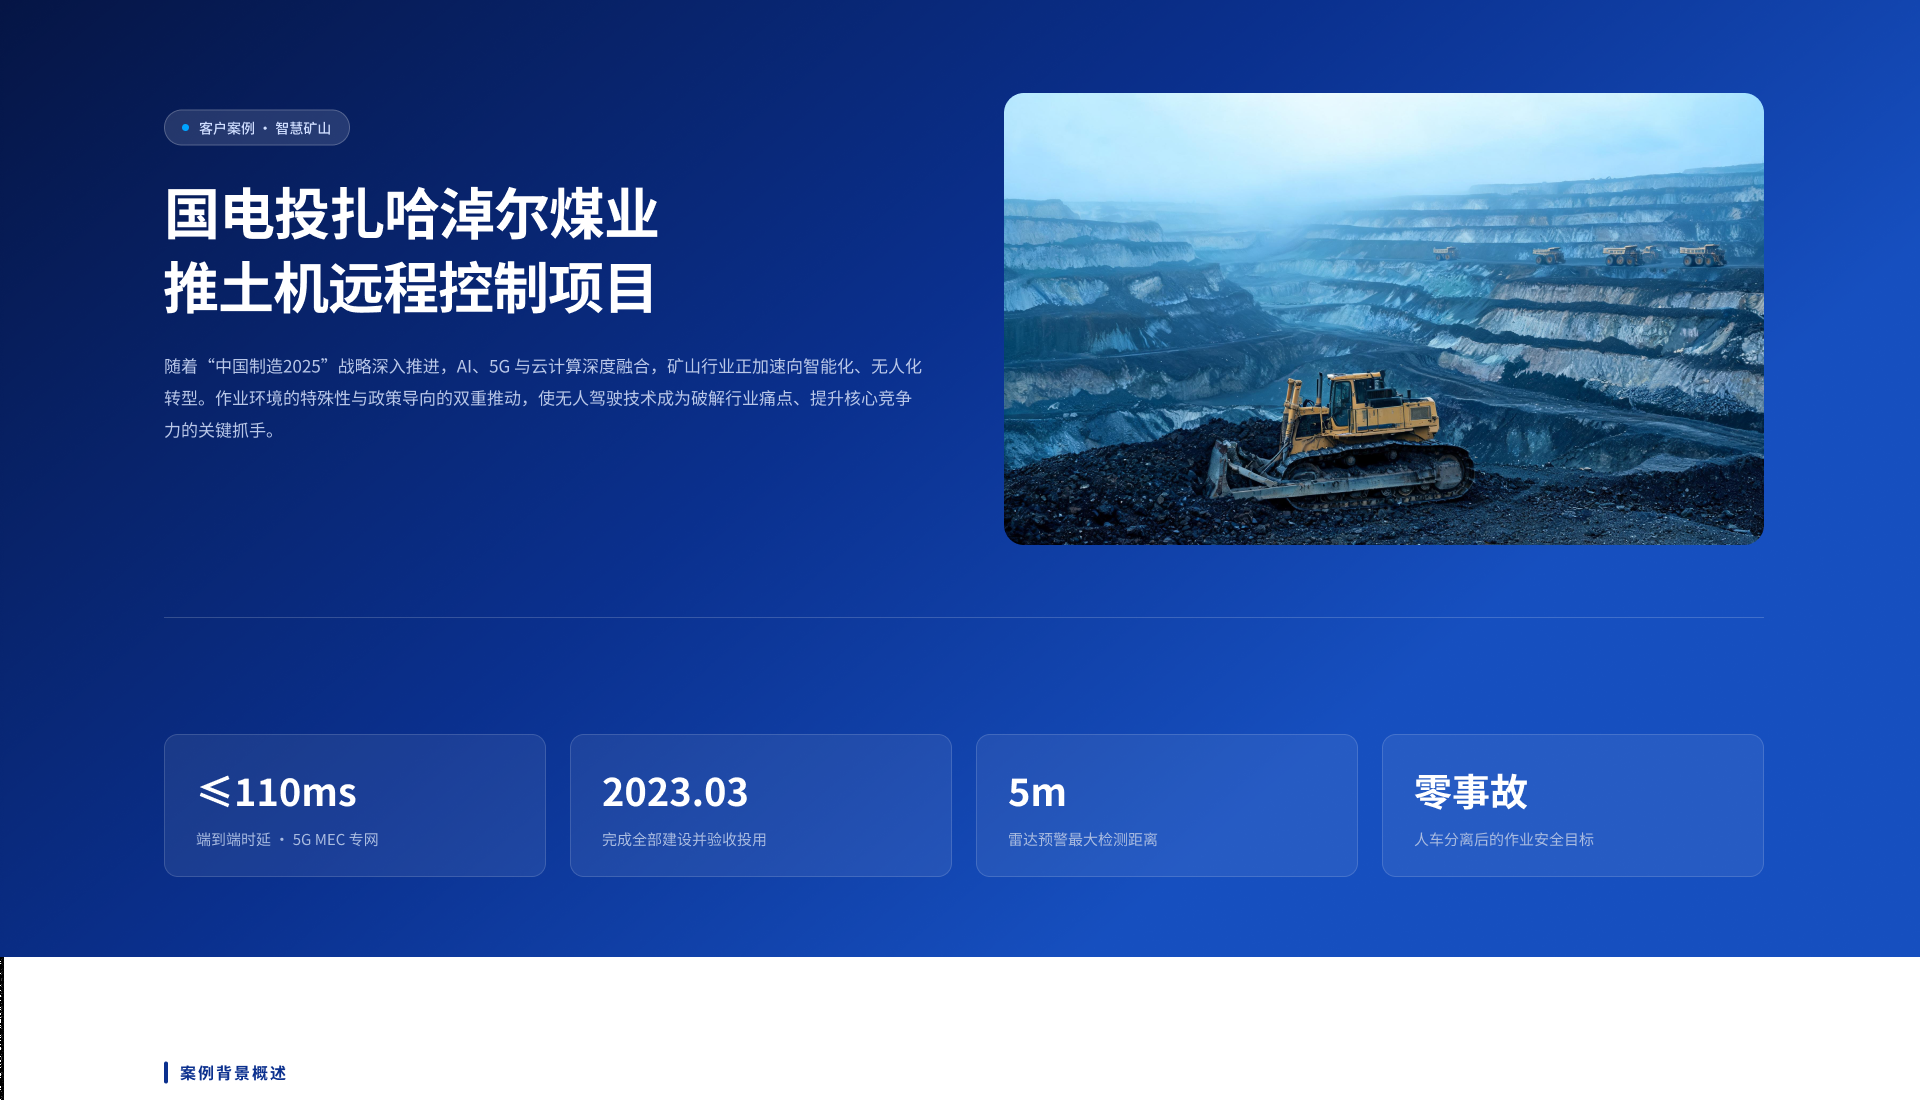 客户案例 · 智慧矿山
国电投扎哈淖尔煤业
推土机远程控制项目
随着“中国制造2025”战略深入推进，AI、5G 与云计算深度融合，矿山行业正加速向智能化、无人化
转型。作业环境的特殊性与政策导向的双重推动，使无人驾驶技术成为破解行业痛点、提升核心竞争
力的关键抓手。
≤110ms
端到端时延 · 5G MEC 专网
2023.03
完成全部建设并验收投用
5m
雷达预警最大检测距离
零事故
人车分离后的作业安全目标
案例背景概述